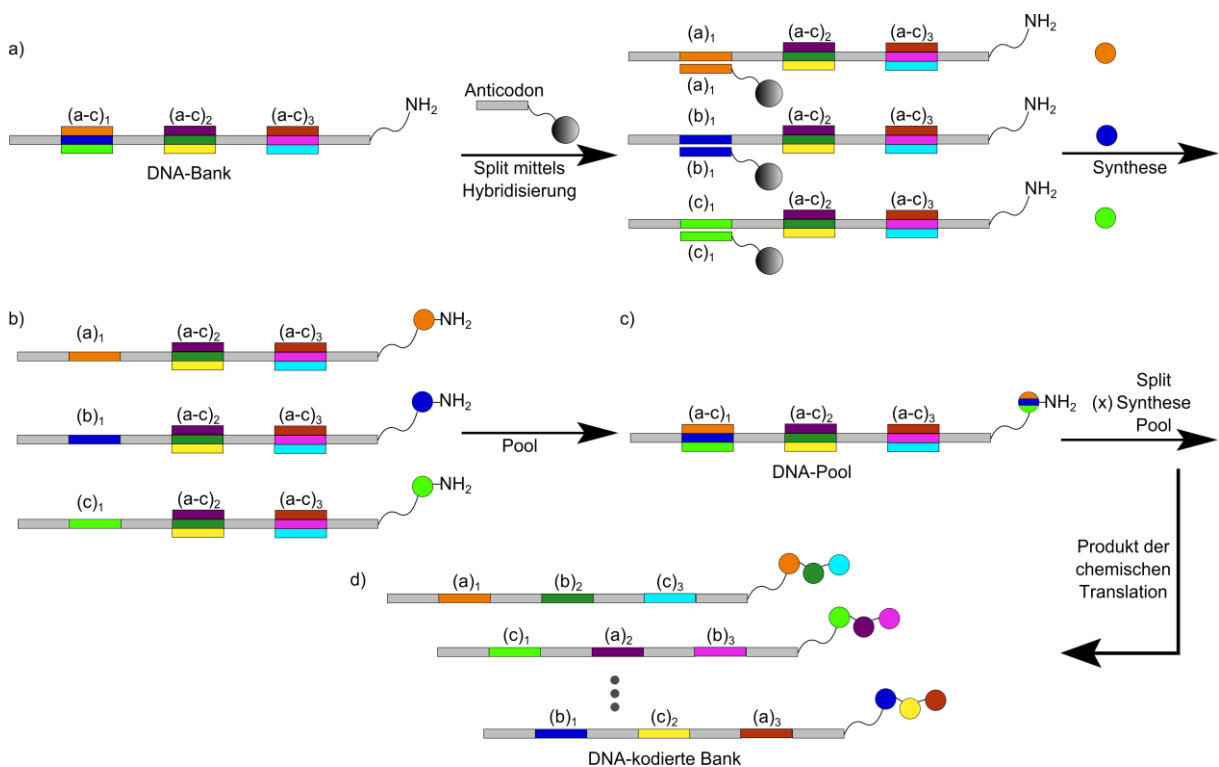 a)
(a-c)1 (a-c)2 (a-c)3 NH2
DNA-Bank
Anticodon
Split mittels
Hybridisierung
(a)1 (a-c)2 (a-c)3 NH2
(a)1
(b)1 (a-c)2 (a-c)3 NH2
(b)1
(c)1 (a-c)2 (a-c)3 NH2
(c)1
Synthese
b)
(a)1 (a-c)2 (a-c)3 NH2
(b)1 (a-c)2 (a-c)3 NH2
(c)1 (a-c)2 (a-c)3 NH2
Pool
c)
(a-c)1 (a-c)2 (a-c)3 NH2
DNA-Pool
Split
(x) Synthese
Pool
Produkt der
chemischen
Translation
d)
(a)1 (b)2 (c)3
(c)1 (a)2 (b)3
(b)1 (c)2 (a)3
DNA-kodierte Bank